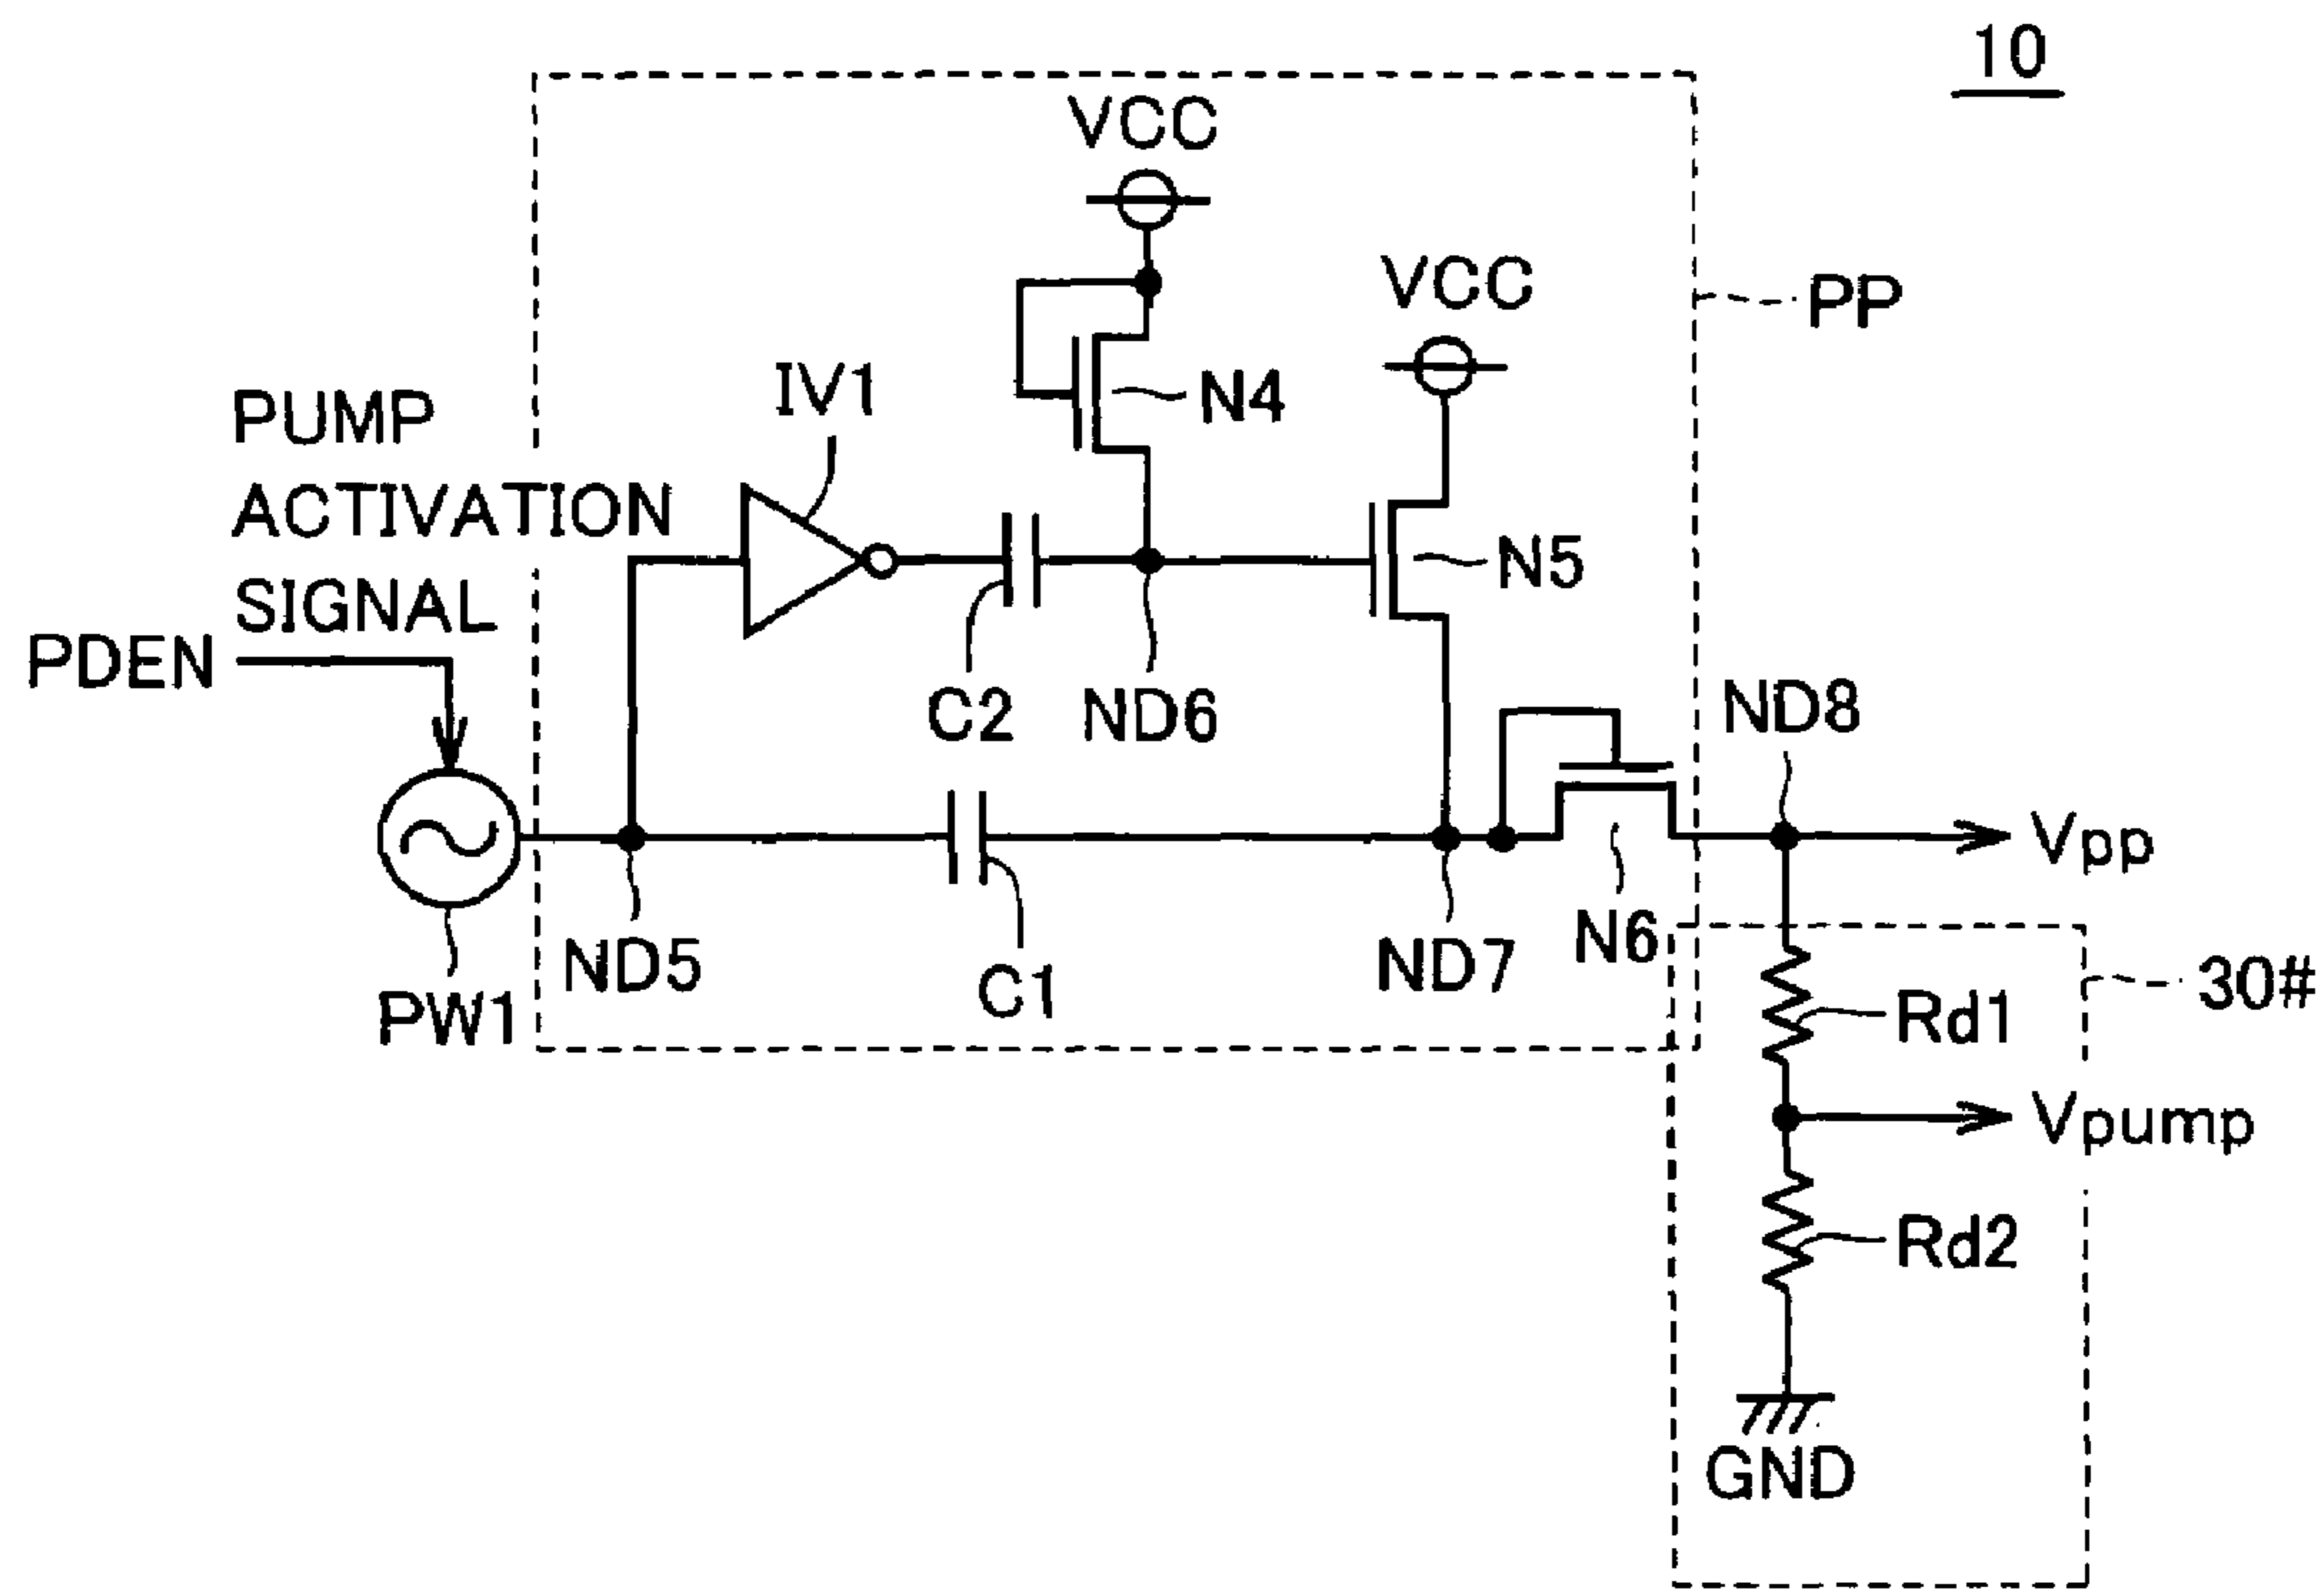 10
VCC
VCC
PP
IV1
N4
PUMP
ACTIVATION
SIGNAL
N5
PDEN
C2
ND6
ND8
Vpp
ND5
C1
ND7
N6
30#
PW1
Rd1
Vpump
Rd2
GND